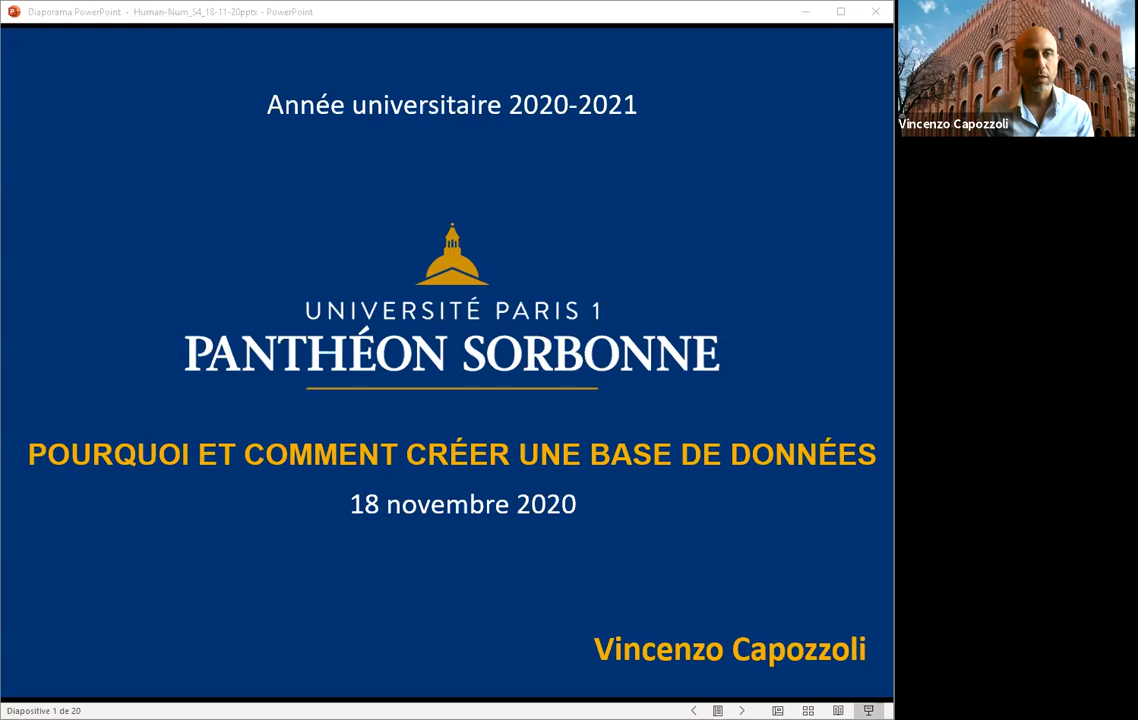 Diaporama PowerPoint - Human-Num_S4_18-11-20pptx: - PowerPoint
Année universitaire 2020-2021
UNIVERSITÉ PARIS 1
PANTHÉON SORBONNE
POURQUOI ET COMMENT CRÉER UNE BASE DE DONNÉES
18 novembre 2020
Vincenzo Capozzoli
Diapositive 1 de 20
Vincenzo Capozzoli